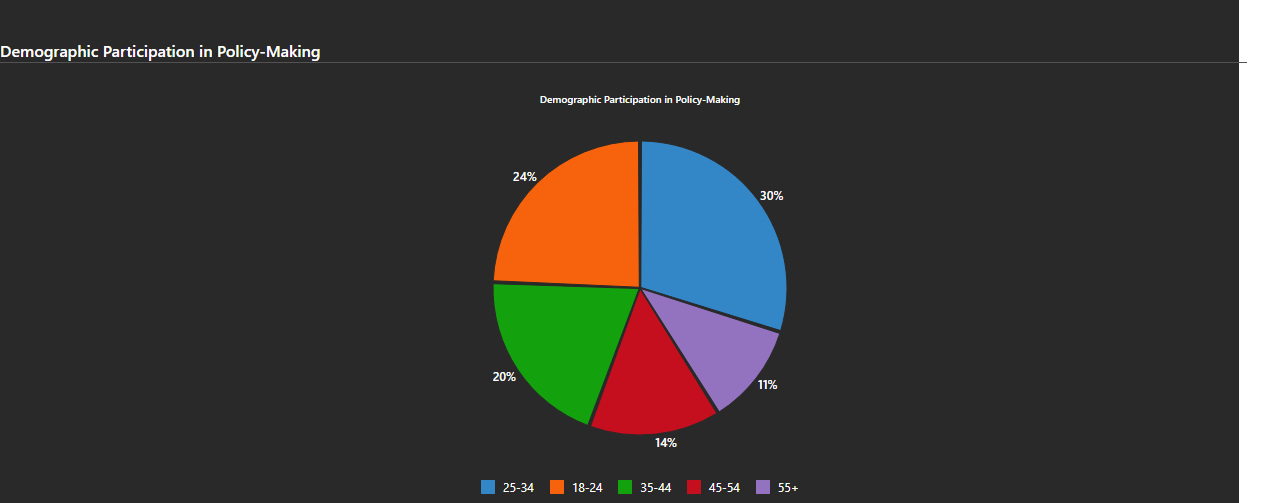 Demographic Participation in Policy-Making
Demographic Participation in Policy-Making
24%
30%
20%
11%
14%
25-34 18-24 35-44 45-54 55+